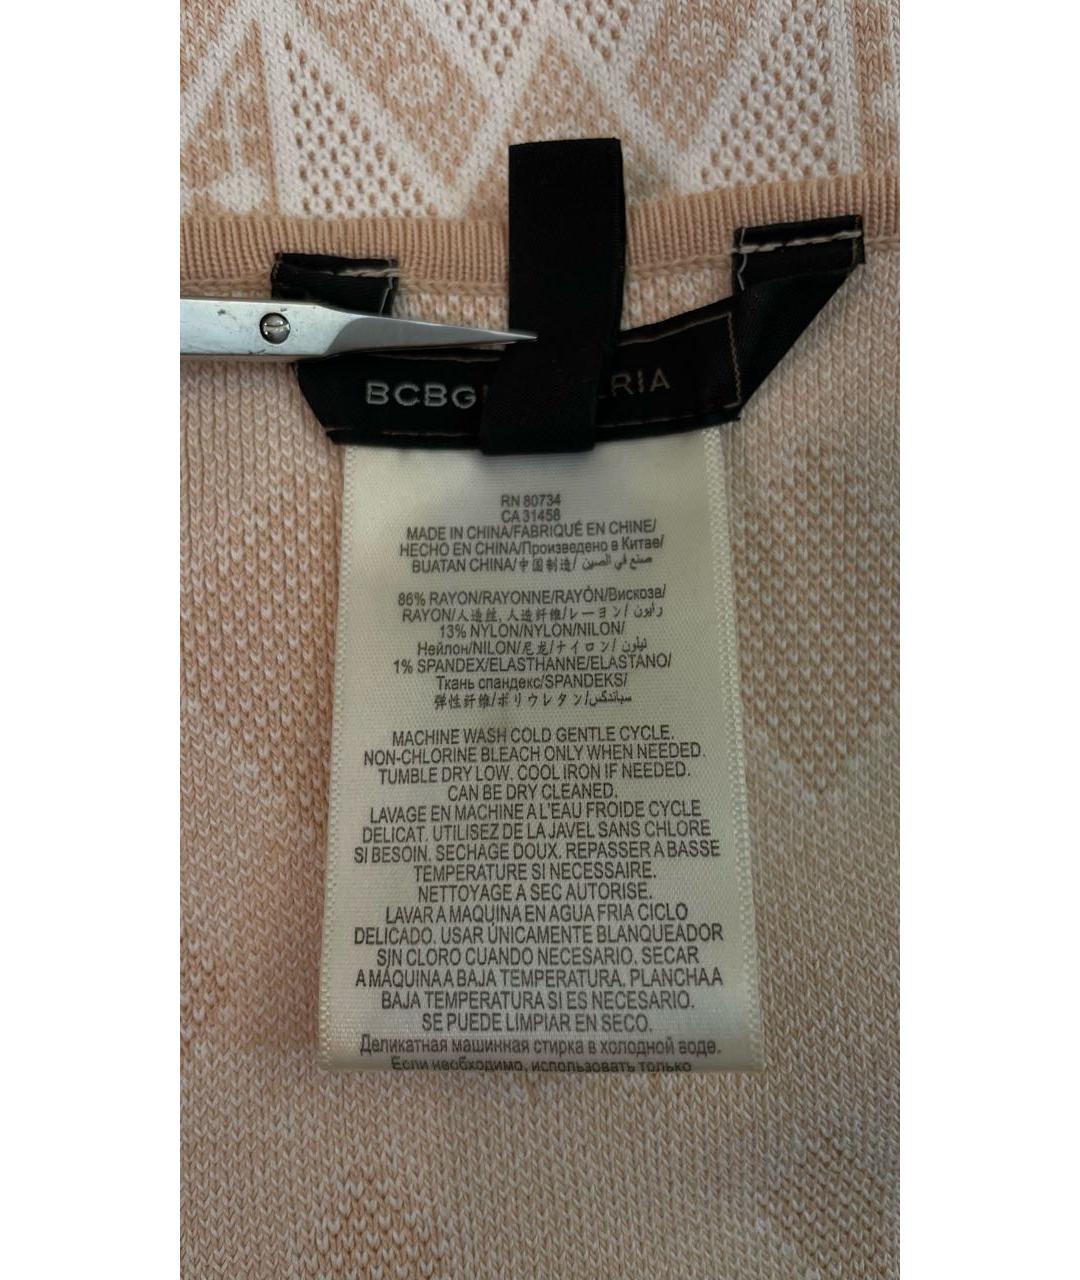 BCBG RIA
RN 80734
CA 31458
MADE IN CHINA/FABRIQUÉ EN CHINE/
HECHO EN CHINA/Произведено в Китае/
BUATAN CHINA/中国制造/ صنع في الصين
86% RAYON/RAYONNE/RAYÓN/Вискоза/
RAYON/人造丝, 人造纤维/レーヨン/ رايون
13% NYLON/NYLON/NILON/
Нейлон/NILON/尼龙/ナイロン/ نيلون
1% SPANDEX/ELASTHANNE/ELASTANO/
Ткань спандекс/SPANDEKS/
弹性纤维/ポリウレタン/سباندكس
MACHINE WASH COLD GENTLE CYCLE.
NON-CHLORINE BLEACH ONLY WHEN NEEDED.
TUMBLE DRY LOW. COOL IRON IF NEEDED.
CAN BE DRY CLEANED.
LAVAGE EN MACHINE A L'EAU FROIDE CYCLE
DELICAT. UTILISEZ DE LA JAVEL SANS CHLORE
SI BESOIN. SECHAGE DOUX. REPASSER A BASSE
TEMPERATURE SI NECESSAIRE.
NETTOYAGE A SEC AUTORISE.
LAVAR A MAQUINA EN AGUA FRIA CICLO
DELICADO. USAR ÚNICAMENTE BLANQUEADOR
SIN CLORO CUANDO NECESARIO. SECAR
A MÁQUINA A BAJA TEMPERATURA. PLANCHA A
BAJA TEMPERATURA SI ES NECESARIO.
SE PUEDE LIMPIAR EN SECO.
Деликатная машинная стирка в холодной воде.
Если необходимо, использовать только